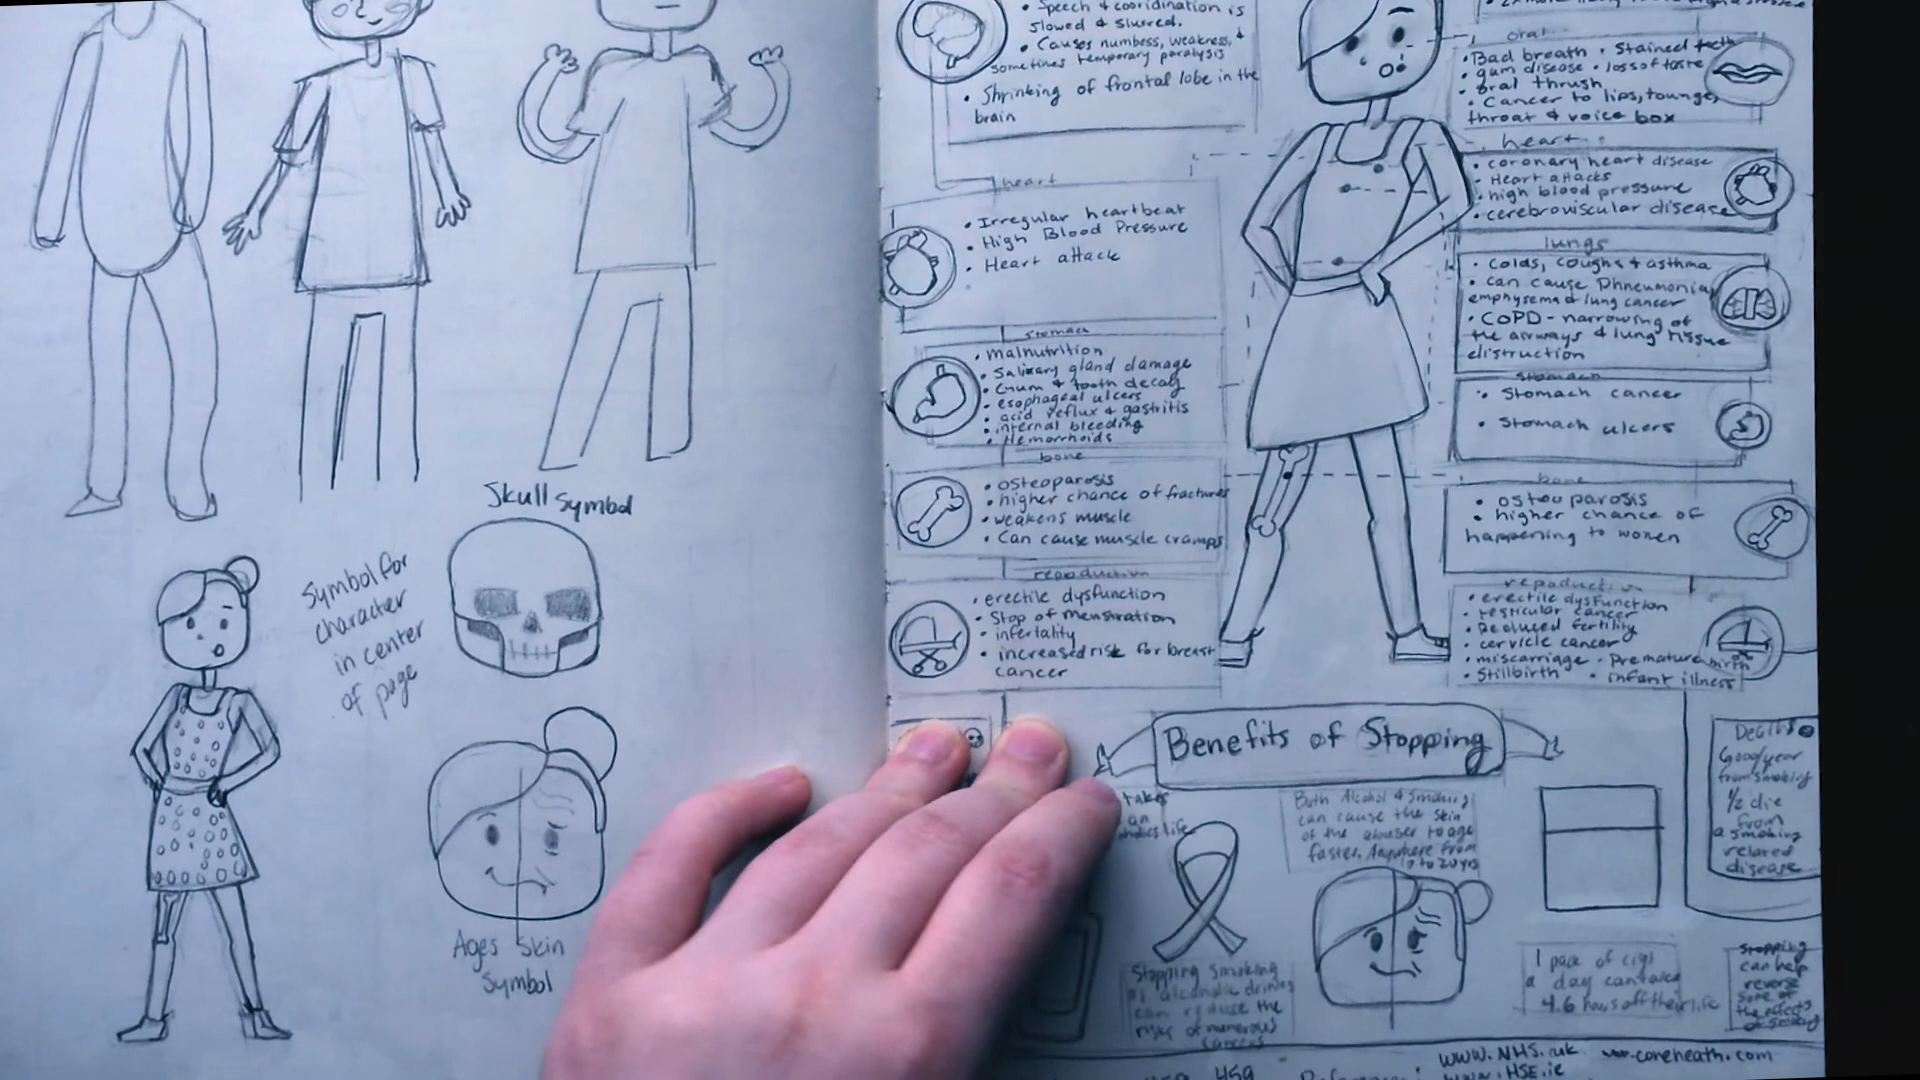 Skull symbol
Symbol for
character
in center
of page
Ages Skin
Symbol
• Speech & cooridination is
slowed & slurred.
• Causes numbess, weakness, &
sometimes temporary paralysis
• Shrinking of frontal lobe in the
brain
heart
• Irregular heartbeat
• High Blood Pressure
• Heart attack
stomach
• malnutrition
• Salivary gland damage
• Gum & tooth decay
• esophageal ulcers
• acid reflux & gastritis
• internal bleeding
• Hemorrhoids
bone
• osteoparosis
• higher chance of fractures
• weakens muscle
• Can cause muscle cramps
reproduction
• erectile dysfunction
• Stop of menstration
• infertality
• increased risk for breast
cancer
oral
• Bad breath • Stained teeth
• gum disease • loss of taste
• oral thrush
• Cancer to lips, tounge,
throat & voice box
heart
• coronary heart disease
• Heart attacks
• high blood pressure
• cerebroviscular disease
lungs
• Colds, coughs & asthma
• can cause Phneumonia,
emphysema & lung cancer
• COPD - narrowing of
the airways & lung tissue
distruction
stomach
• Stomach cancer
• Stomach ulcers
bone
• osteoparosis
• higher chance of
happening to women
repoduction
• erectile dysfunction
• testicular cancer
• Reduced fertility
• cervicle cancer
• miscarriage • Premature birth
• Stillbirth • infant illness
Benefits of Stopping
takes
an
life
Both Alcohol & Smoking
can cause the skin
of the abuser to age
faster. Anywhere from
to 20yrs
Stopping smoking
alcoholic drinks
can reduce the
risks of numerous
cancers
1 pack of cigs
a day can take
4.6 hours off their life
Deaths
/year
from smoking
1/2 die
from
a smoking
related
disease
Stopping
can help
reverse
some of
the effects
of smoking
WWW.NHS.uk
WWW.HSE.ie